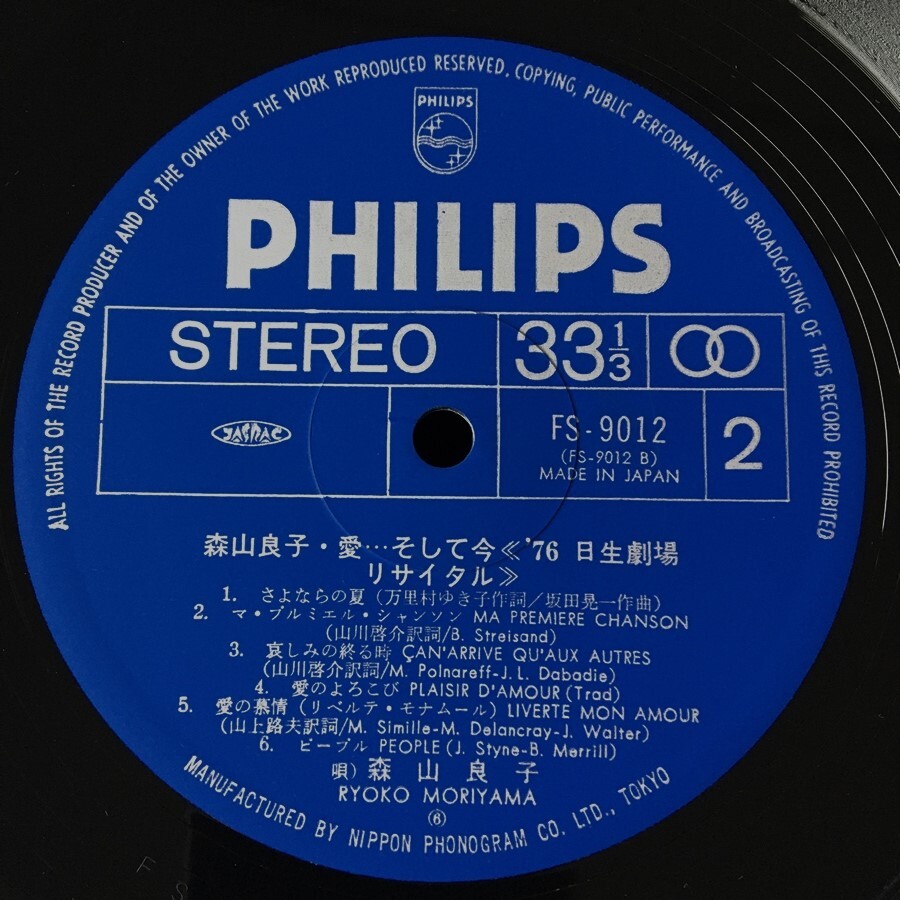 ALL RIGHTS OF THE RECORD PRODUCER AND OF THE OWNER OF THE WORK REPRODUCED RESERVED, COPYING, PUBLIC PERFORMANCE AND BROADCASTING OF THIS RECORD PROHIBITED
PHILIPS
PHILIPS
STEREO
33 1/3
JASRAC
FS-9012
(FS-9012 B)
MADE IN JAPAN
2
森山良子・愛…そして今≪'76 日生劇場
リサイタル≫
1. さよならの夏(万里村ゆき子作詞/坂田晃一作曲)
2. マ・プルミエル・シャンソン MA PREMIERE CHANSON
(山川啓介訳詞/B. Streisand)
3. 哀しみの終る時 ÇAN'ARRIVE QU'AUX AUTRES
(山川啓介訳詞/M. Polnareff-J.L. Dabadie)
4. 愛のよろこび PLAISIR D'AMOUR (Trad)
5. 愛の慕情(リベルテ・モナムール) LIVERTE MON AMOUR
(山上路夫訳詞/M. Simille-M. Delancray-J. Walter)
6. ピープル PEOPLE (J. Styne-B. Merrill)
唄) 森山良子
RYOKO MORIYAMA
⑥
MANUFACTURED BY NIPPON PHONOGRAM CO. LTD., TOKYO